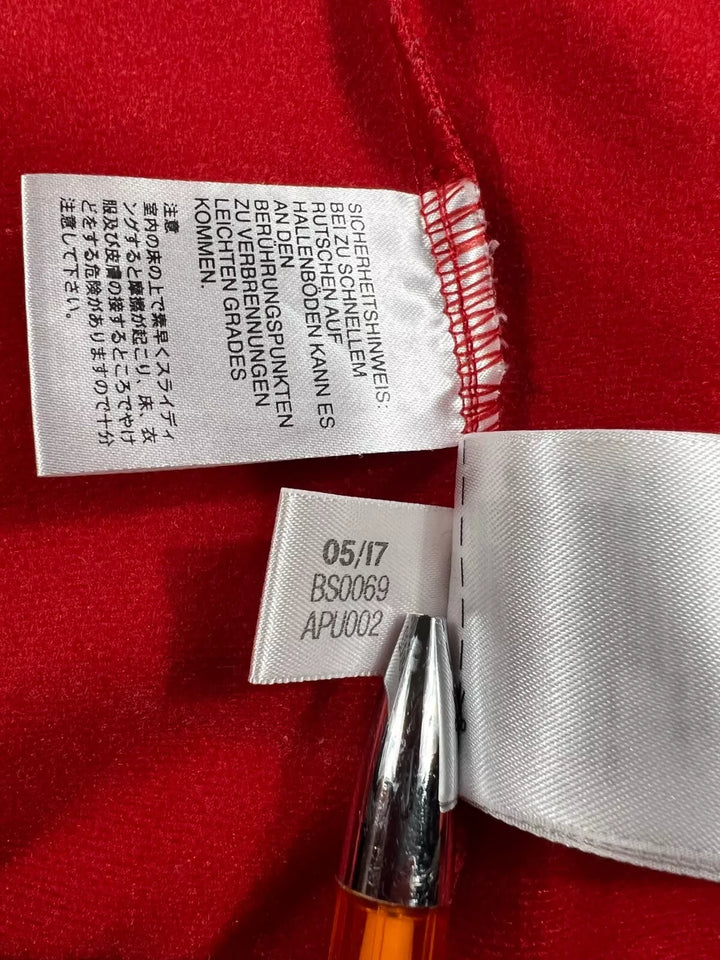 SICHERHEITSHINWEIS:
BEI ZU SCHNELLEM
RUTSCHEN AUF
HALLENBÖDEN KANN ES
AN DEN
BERÜHRUNGSPUNKTEN
ZU VERBRENNUNGEN
LEICHTEN GRADES
KOMMEN.
注意
室内の床の上で素早くスライディ
ングすると摩擦が起こり、床、衣
服及び皮膚の接するところでやけ
どをする危険がありますので十分
注意して下さい。
05/17
BS0069
APU002